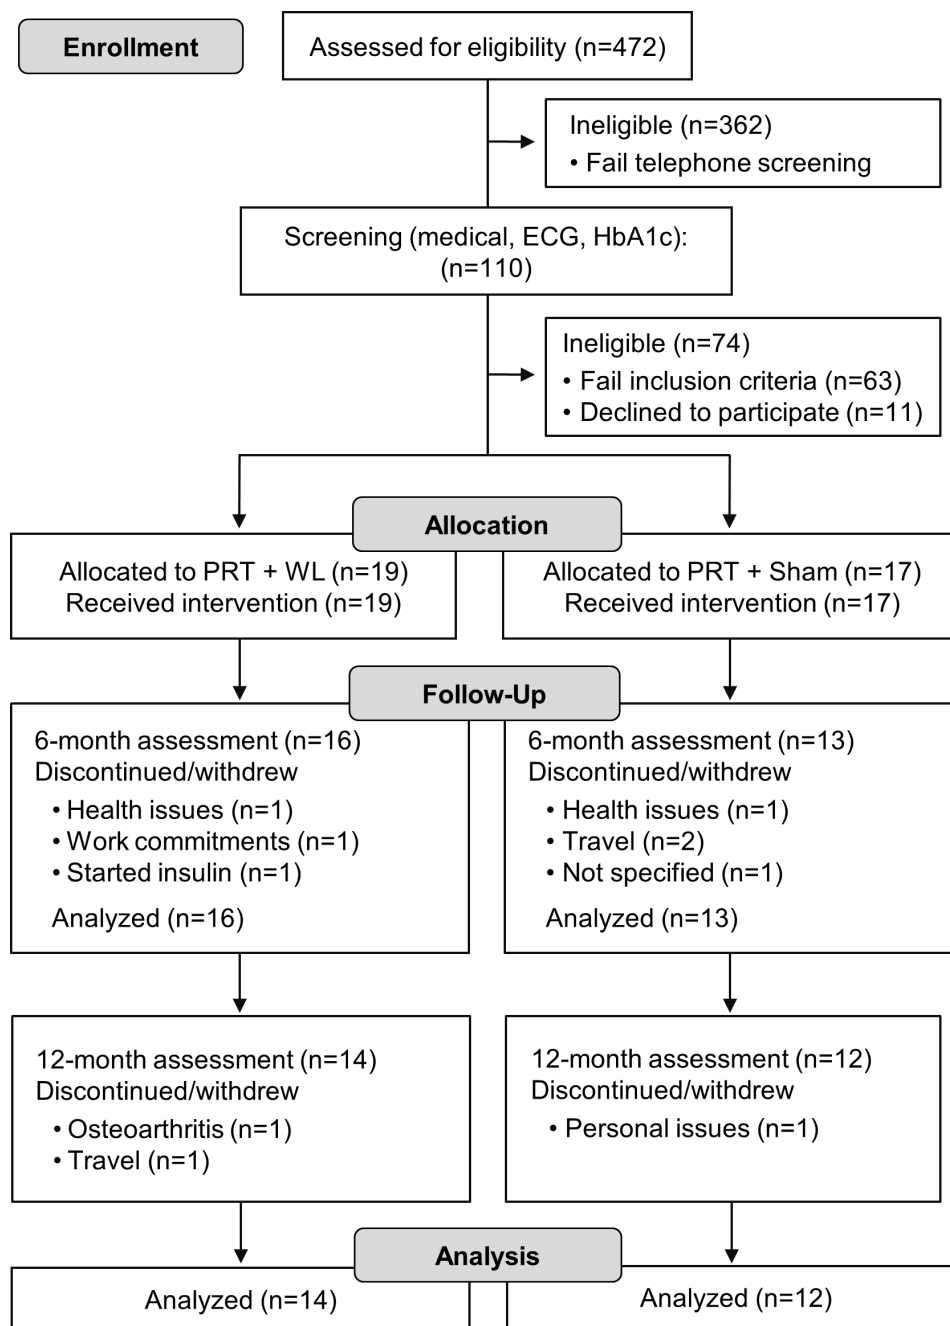 Enrollment
Assessed for eligibility (n=472)
Ineligible (n=362)
• Fail telephone screening
Screening (medical, ECG, HbA1c):
(n=110)
Ineligible (n=74)
• Fail inclusion criteria (n=63)
• Declined to participate (n=11)
Allocation
Allocated to PRT + WL (n=19)
Received intervention (n=19)
Allocated to PRT + Sham (n=17)
Received intervention (n=17)
Follow-Up
6-month assessment (n=16)
Discontinued/withdrew
• Health issues (n=1)
• Work commitments (n=1)
• Started insulin (n=1)
Analyzed (n=16)
6-month assessment (n=13)
Discontinued/withdrew
• Health issues (n=1)
• Travel (n=2)
• Not specified (n=1)
Analyzed (n=13)
12-month assessment (n=14)
Discontinued/withdrew
• Osteoarthritis (n=1)
• Travel (n=1)
12-month assessment (n=12)
Discontinued/withdrew
• Personal issues (n=1)
Analysis
Analyzed (n=14)
Analyzed (n=12)